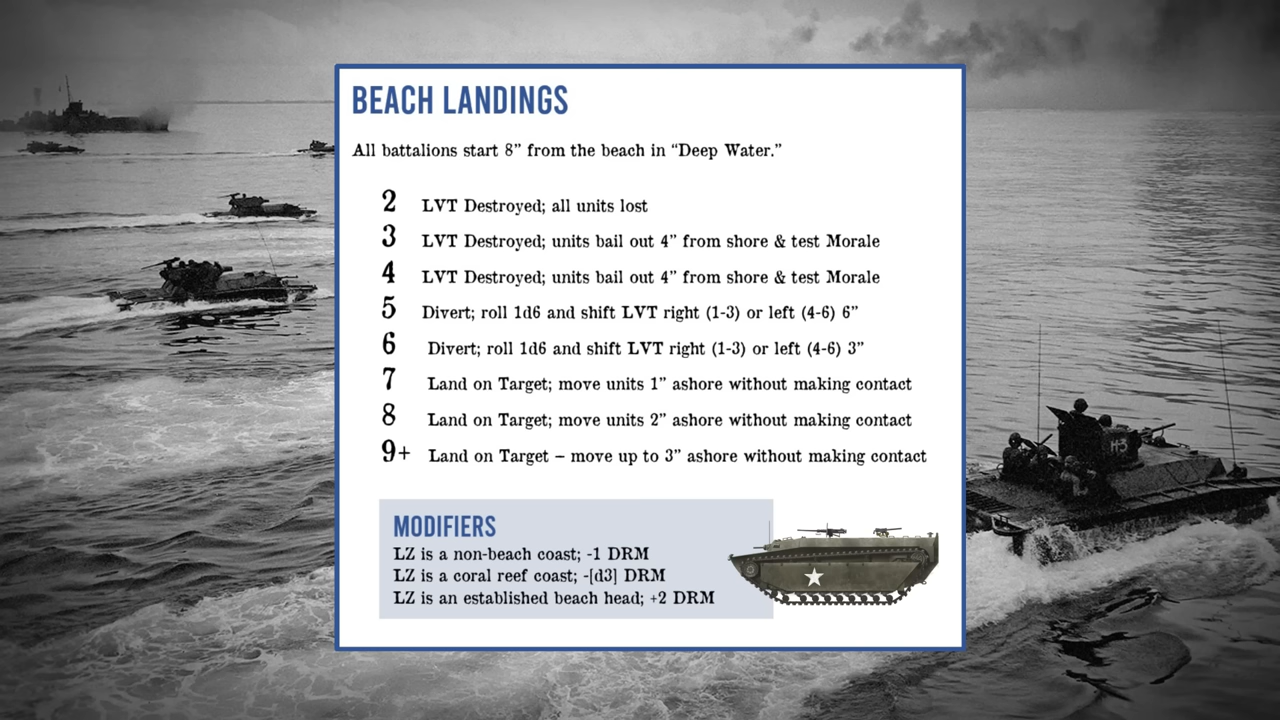 BEACH LANDINGS
All battalions start 8” from the beach in “Deep Water.”
2 LVT Destroyed; all units lost
3 LVT Destroyed; units bail out 4” from shore & test Morale
4 LVT Destroyed; units bail out 4” from shore & test Morale
5 Divert; roll 1d6 and shift LVT right (1-3) or left (4-6) 6”
6 Divert; roll 1d6 and shift LVT right (1-3) or left (4-6) 3”
7 Land on Target; move units 1” ashore without making contact
8 Land on Target; move units 2” ashore without making contact
9+ Land on Target – move up to 3” ashore without making contact
MODIFIERS
LZ is a non-beach coast; -1 DRM
LZ is a coral reef coast; -[d3] DRM
LZ is an established beach head; +2 DRM
H3